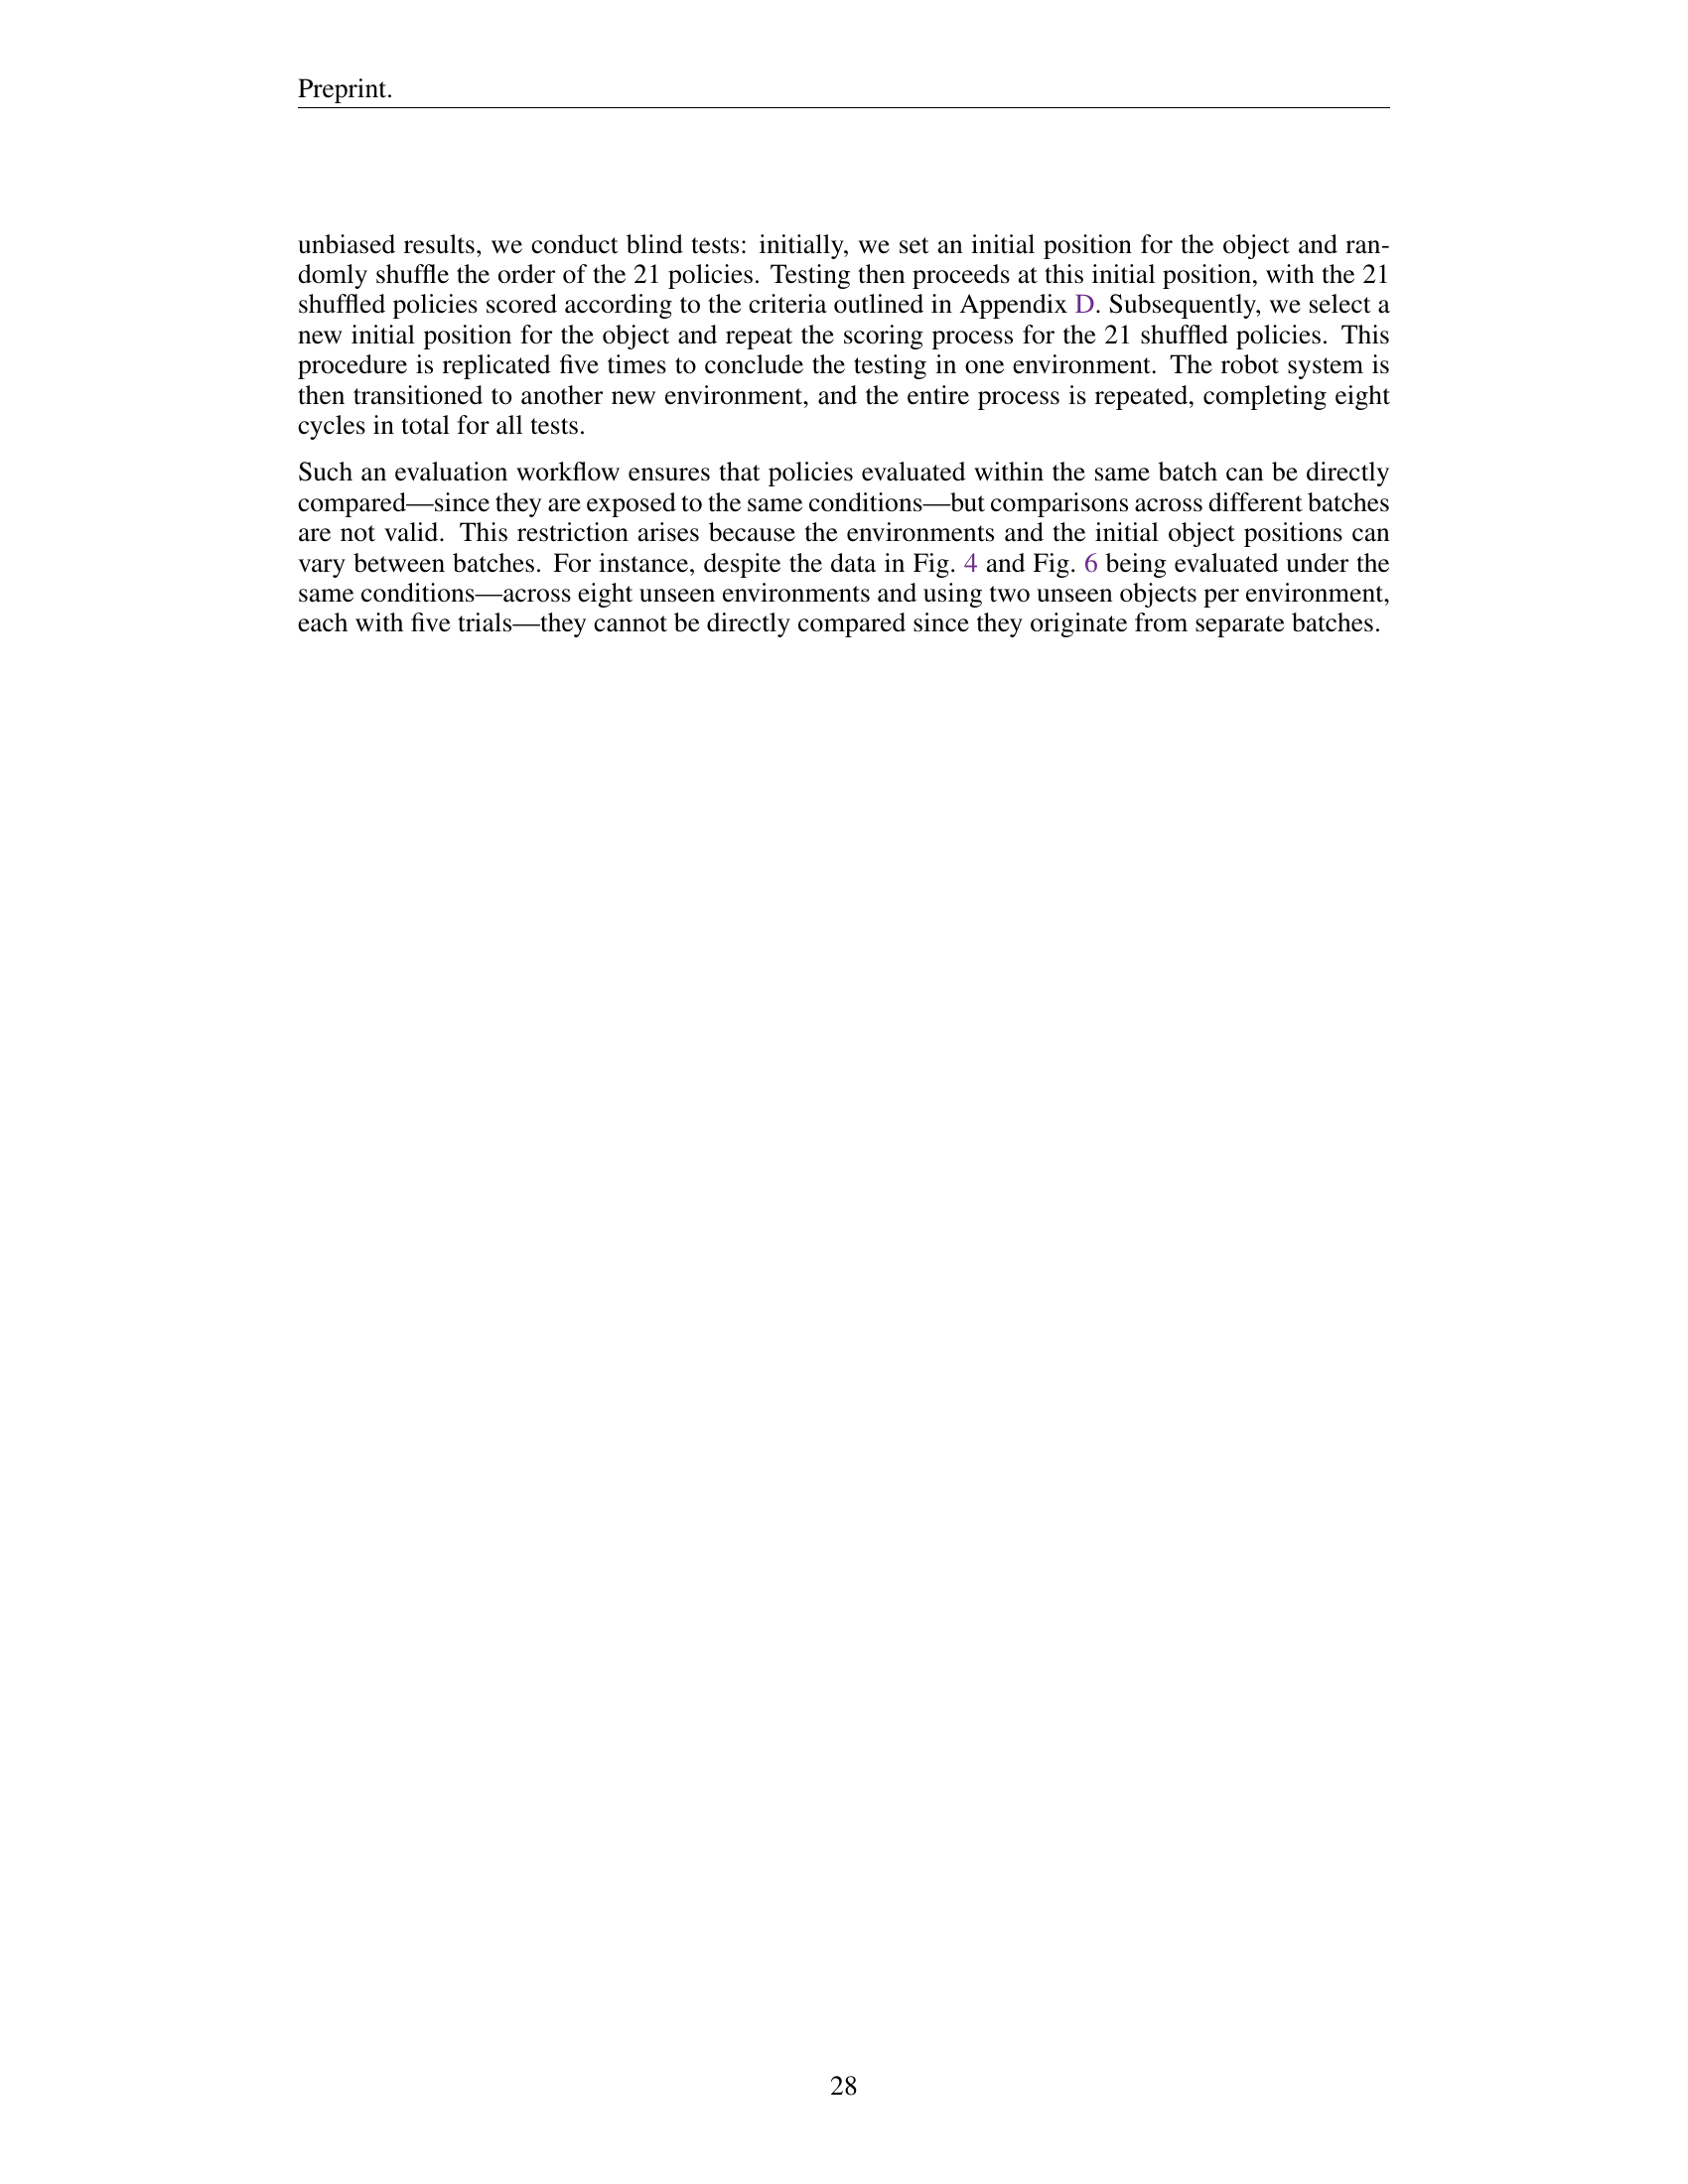 Preprint.
unbiased results, we conduct blind tests: initially, we set an initial position for the object and ran-
domly shuffle the order of the 21 policies. Testing then proceeds at this initial position, with the 21
shuffled policies scored according to the criteria outlined in Appendix D. Subsequently, we select a
new initial position for the object and repeat the scoring process for the 21 shuffled policies. This
procedure is replicated five times to conclude the testing in one environment. The robot system is
then transitioned to another new environment, and the entire process is repeated, completing eight
cycles in total for all tests.
Such an evaluation workflow ensures that policies evaluated within the same batch can be directly
compared—since they are exposed to the same conditions—but comparisons across different batches
are not valid. This restriction arises because the environments and the initial object positions can
vary between batches. For instance, despite the data in Fig. 4 and Fig. 6 being evaluated under the
same conditions—across eight unseen environments and using two unseen objects per environment,
each with five trials—they cannot be directly compared since they originate from separate batches.
28